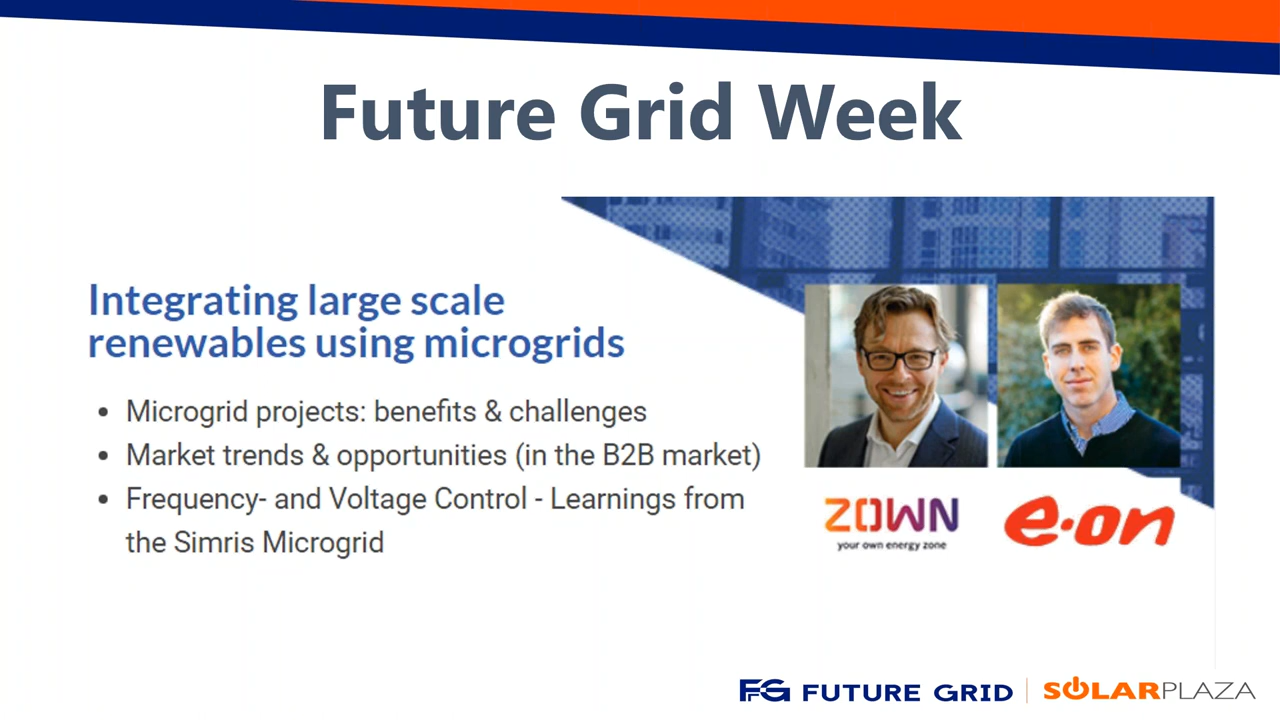 Future Grid Week
Integrating large scale
renewables using microgrids
• Microgrid projects: benefits & challenges
• Market trends & opportunities (in the B2B market)
• Frequency- and Voltage Control - Learnings from
the Simris Microgrid
ZOWN
your own energy zone
e·on
FG FUTURE GRID | SOLARPLAZA